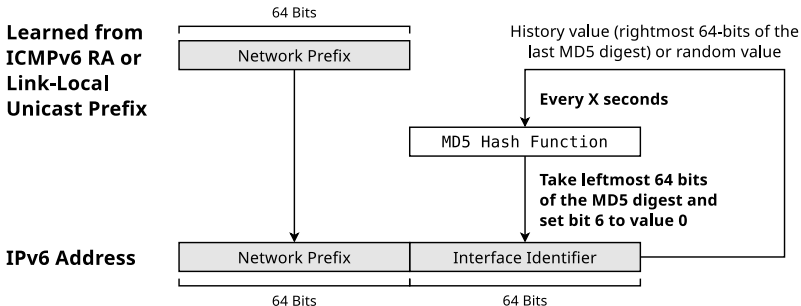 64 Bits
Learned from
ICMPv6 RA or
Link-Local
Unicast Prefix
Network Prefix
History value (rightmost 64-bits of the
last MD5 digest) or random value
Every X seconds
MD5 Hash Function
Take leftmost 64 bits
of the MD5 digest and
set bit 6 to value 0
IPv6 Address
Network Prefix
Interface Identifier
64 Bits
64 Bits